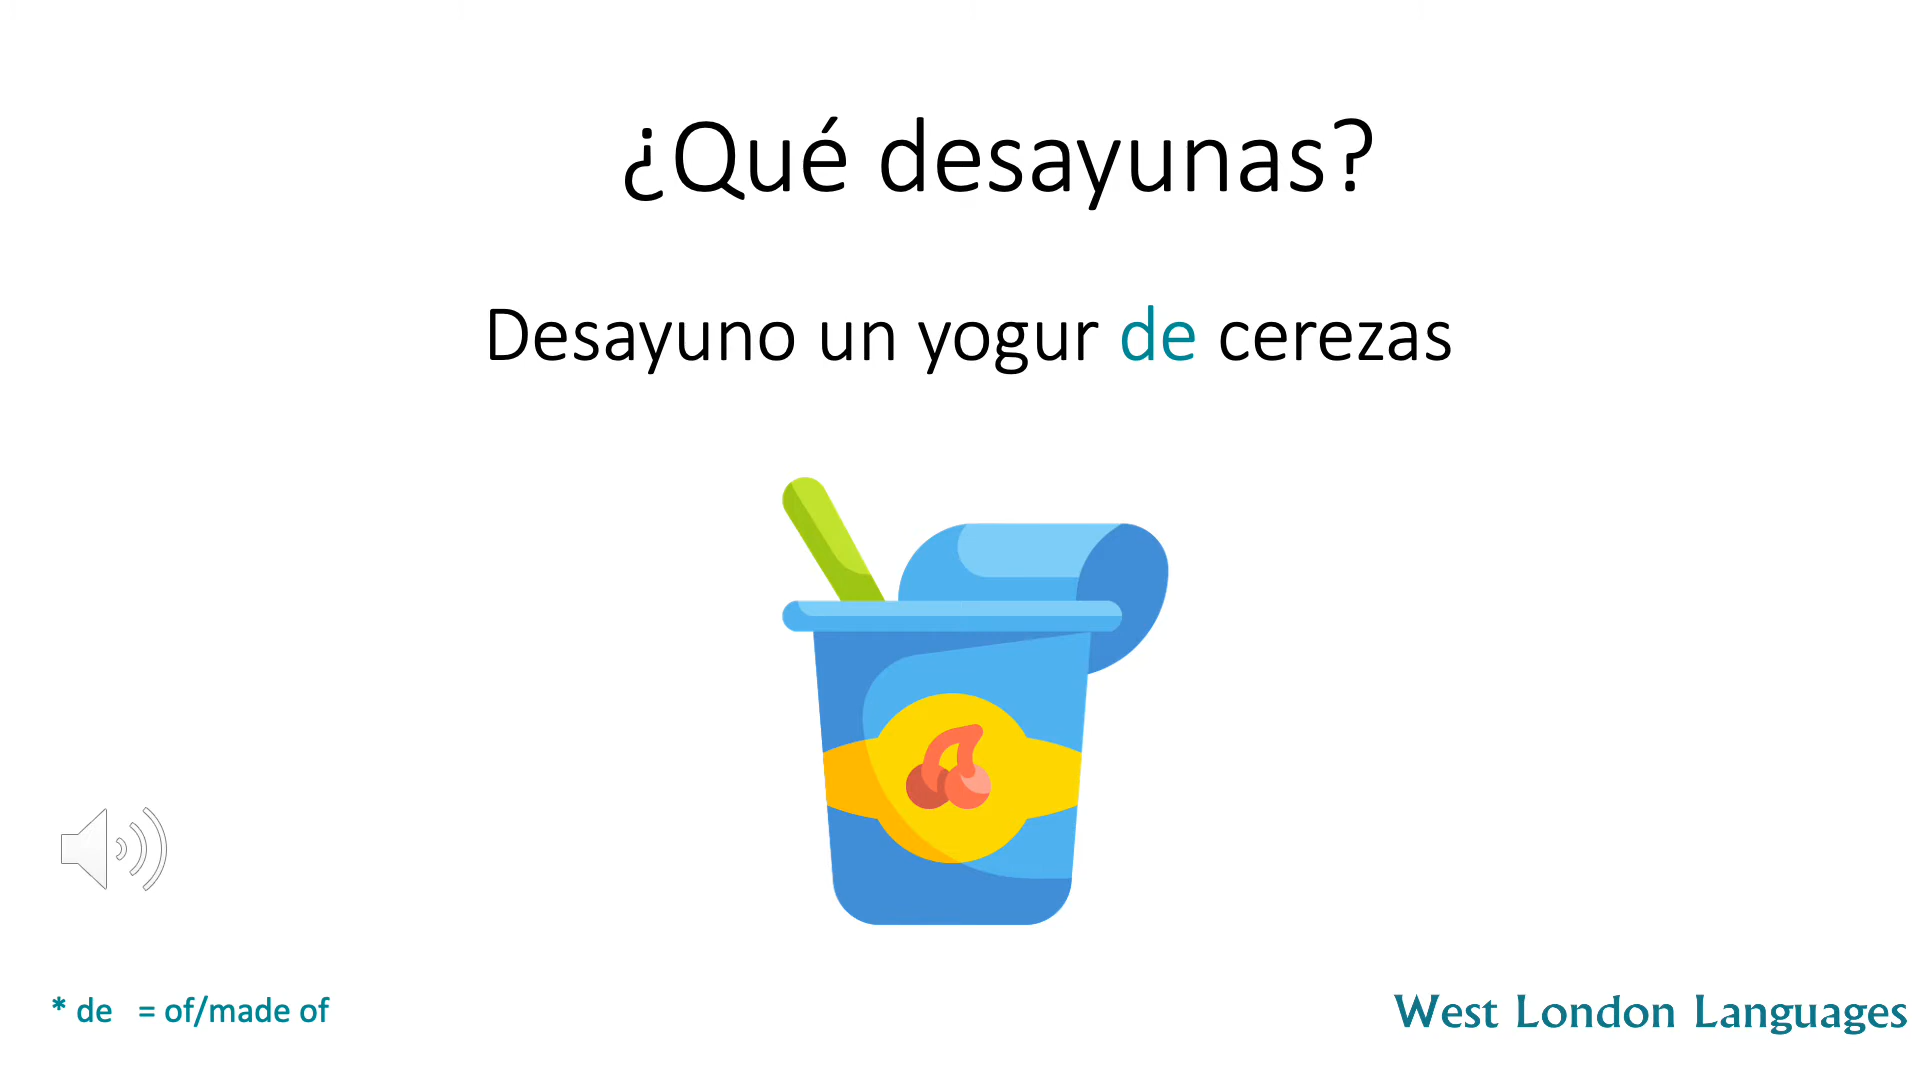 ¿Qué desayunas?
Desayuno un yogur de cerezas
* de = of/made of
West London Languages